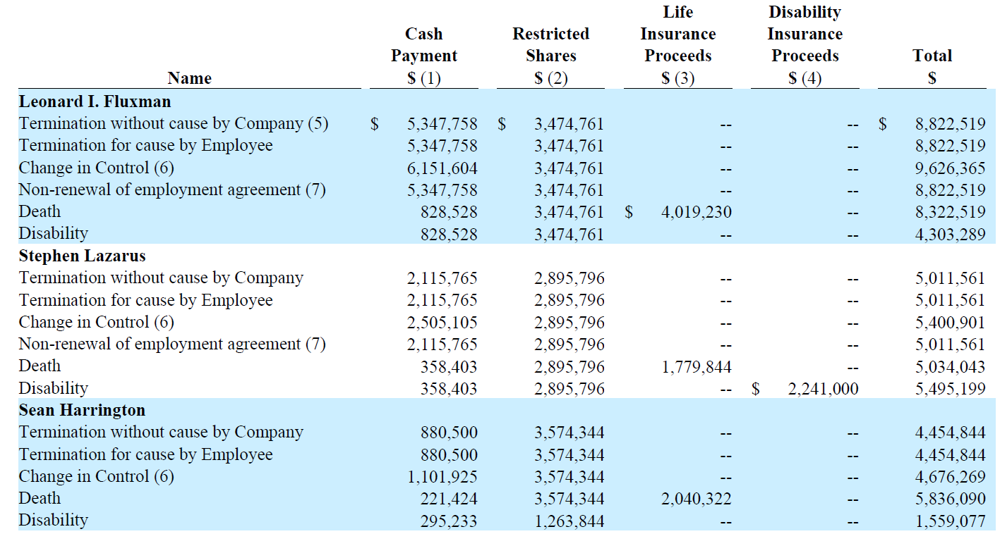 Life Disability
Cash Restricted Insurance Insurance
Payment Shares Proceeds Proceeds Total
Name $ (1) $ (2) $ (3) $ (4) $
Leonard I. Fluxman
Termination without cause by Company (5) $ 5,347,758 $ 3,474,761 -- -- $ 8,822,519
Termination for cause by Employee 5,347,758 3,474,761 -- -- 8,822,519
Change in Control (6) 6,151,604 3,474,761 -- -- 9,626,365
Non-renewal of employment agreement (7) 5,347,758 3,474,761 -- -- 8,822,519
Death 828,528 3,474,761 $ 4,019,230 -- 8,322,519
Disability 828,528 3,474,761 -- -- 4,303,289
Stephen Lazarus
Termination without cause by Company 2,115,765 2,895,796 -- -- 5,011,561
Termination for cause by Employee 2,115,765 2,895,796 -- -- 5,011,561
Change in Control (6) 2,505,105 2,895,796 -- -- 5,400,901
Non-renewal of employment agreement (7) 2,115,765 2,895,796 -- -- 5,011,561
Death 358,403 2,895,796 1,779,844 -- 5,034,043
Disability 358,403 2,895,796 -- $ 2,241,000 5,495,199
Sean Harrington
Termination without cause by Company 880,500 3,574,344 -- -- 4,454,844
Termination for cause by Employee 880,500 3,574,344 -- -- 4,454,844
Change in Control (6) 1,101,925 3,574,344 -- -- 4,676,269
Death 221,424 3,574,344 2,040,322 -- 5,836,090
Disability 295,233 1,263,844 -- -- 1,559,077